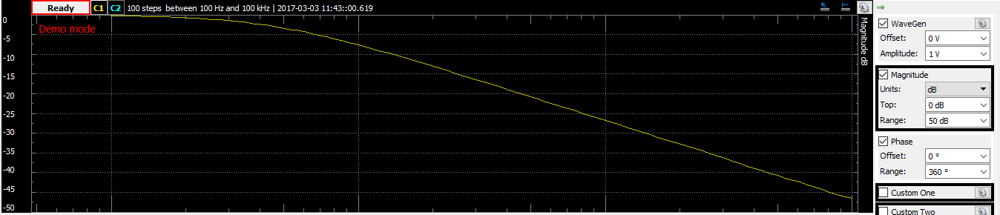 Ready C1 C2 100 steps  between 100 Hz and 100 kHz | 2017-03-03 11:43::00.619
Demo mode
0
-5
-10
-15
-20
-25
-30
-35
-40
-45
-50
Magnitude dB
WaveGen
Offset: 0 V
Amplitude: 1 V
Magnitude
Units: dB
Top: 0 dB
Range: 50 dB
Phase
Offset: 0 °
Range: 360 °
Custom One
Custom Two